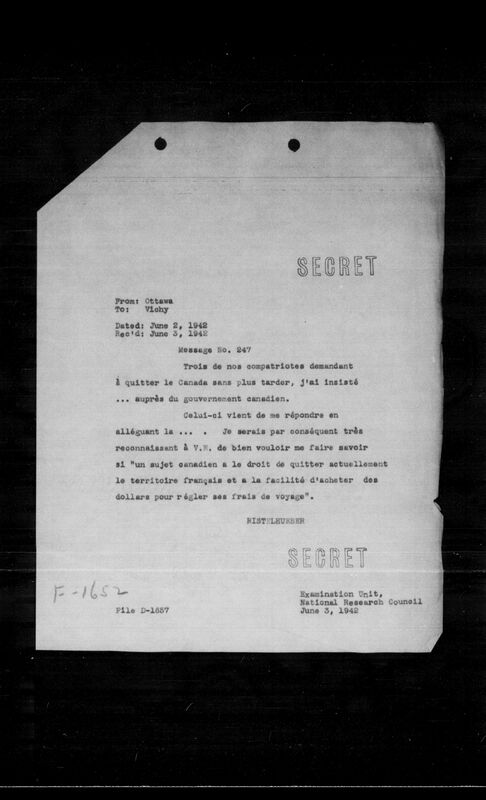 SECRET
From: Ottawa
To: Vichy
Dated: June 2, 1942
Rec'd: June 3, 1942
Message No. 247
Trois de nos compatriotes demandant
à quitter le Canada sans plus tarder, j'ai insisté
... auprès du gouvernement canadien.
Celui-ci vient de me répondre en
alléguant la ... . Je serais par conséquent très
reconnaissant à V.E. de bien vouloir me faire savoir
si "un sujet canadien a le droit de quitter actuellement
le territoire français et a la facilité d'acheter des
dollars pour régler ses frais de voyage".
RISTELHUEBER
SECRET
F-1652
File D-1657
Examination Unit,
National Research Council
June 3, 1942